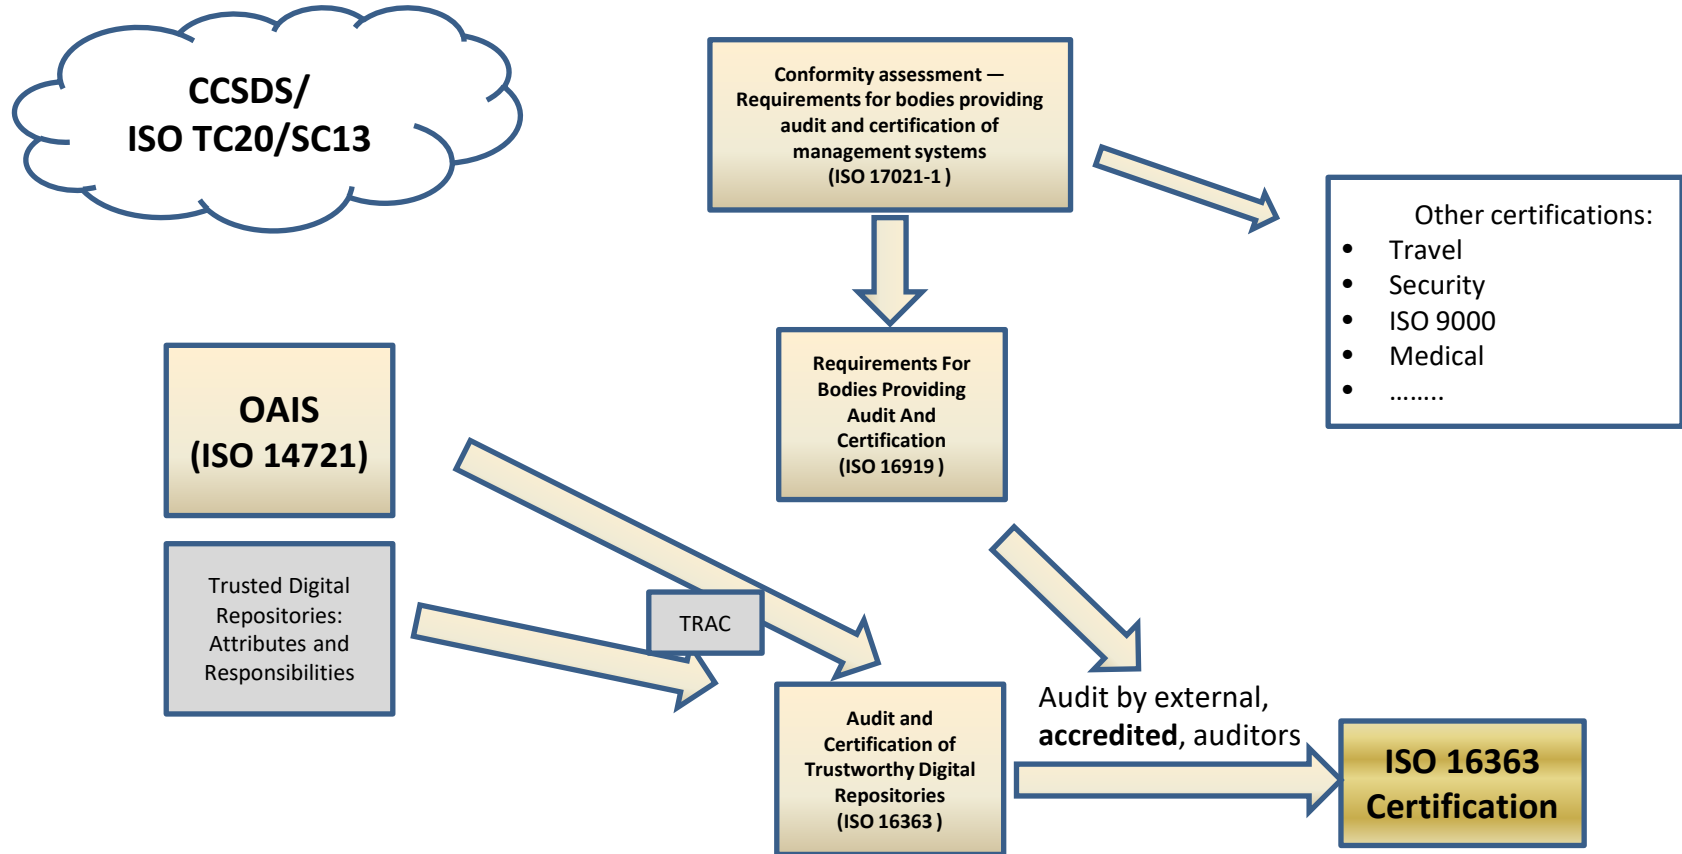 CCSDS/
ISO TC20/SC13
Conformity assessment —
Requirements for bodies providing
audit and certification of
management systems
(ISO 17021-1 )
Other certifications:
• Travel
• Security
• ISO 9000
• Medical
• ……..
OAIS
(ISO 14721)
Requirements For
Bodies Providing
Audit And
Certification
(ISO 16919 )
Trusted Digital
Repositories:
Attributes and
Responsibilities
TRAC
Audit and
Certification of
Trustworthy Digital
Repositories
(ISO 16363 )
Audit by external,
accredited, auditors
ISO 16363
Certification